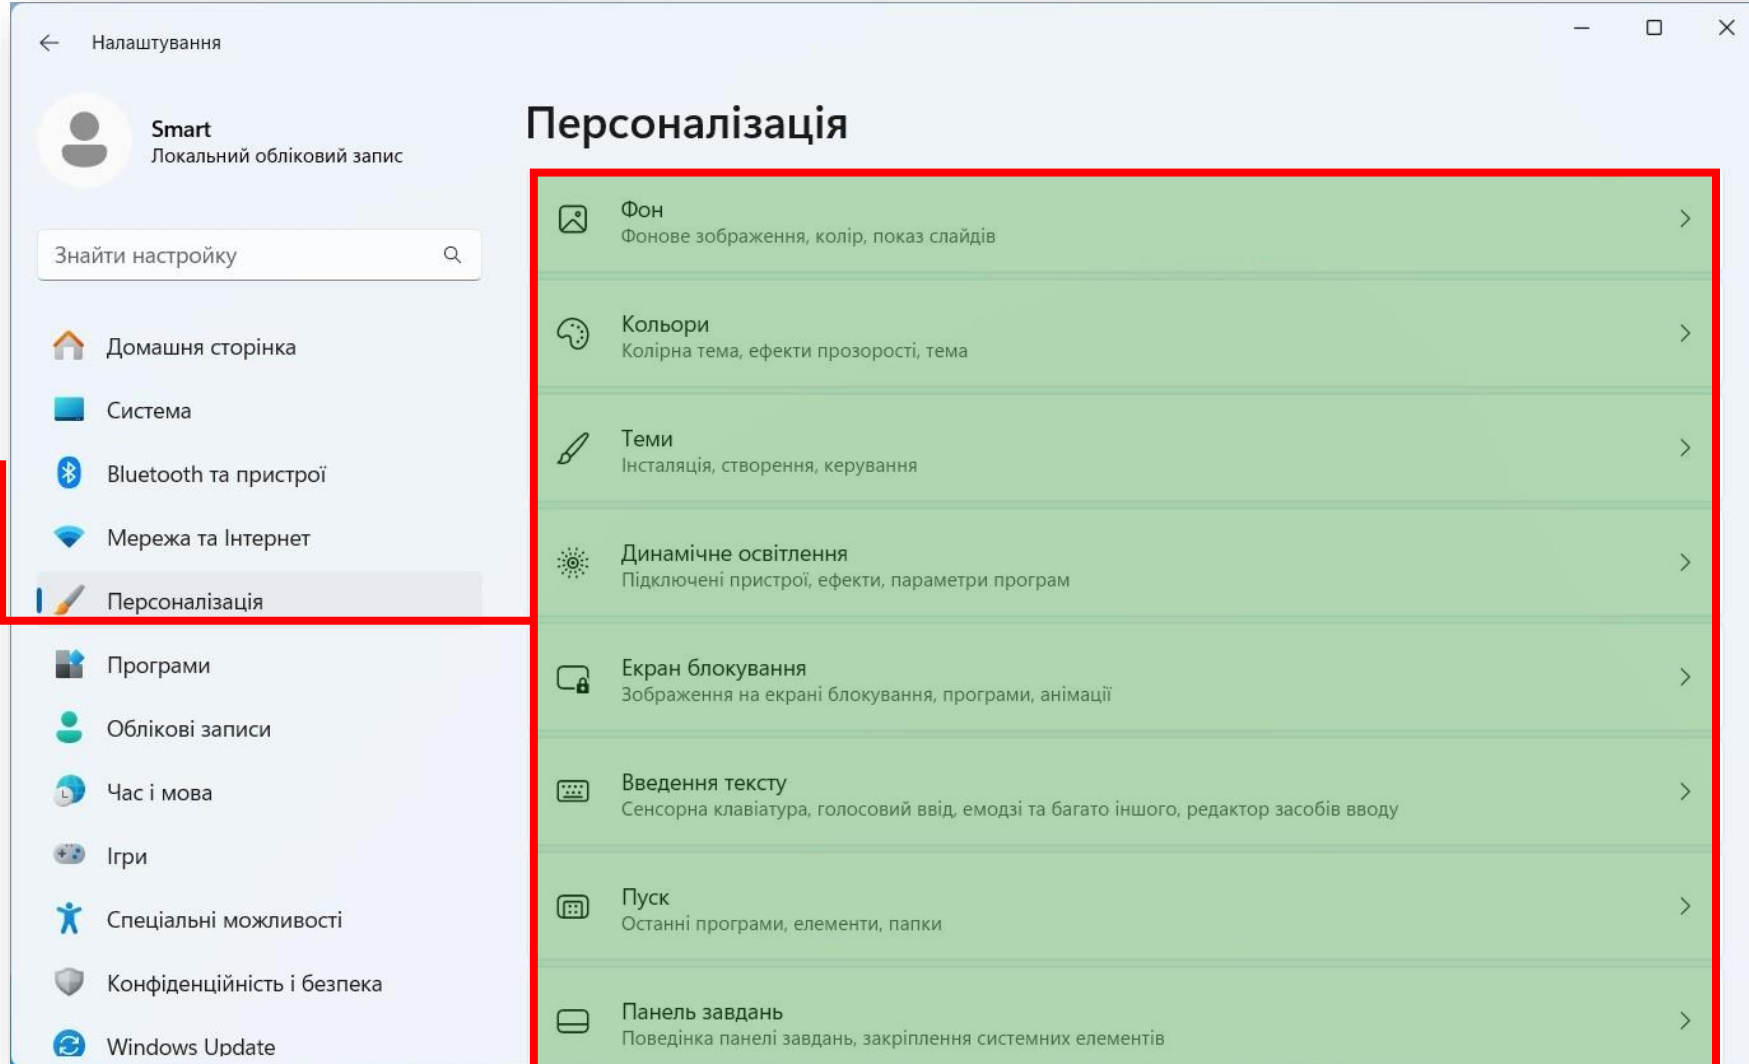 Налаштування
Smart
Локальний обліковий запис
Знайти настройку
Домашня сторінка
Система
Bluetooth та пристрої
Мережа та Інтернет
Персоналізація
Програми
Облікові записи
Час і мова
Ігри
Спеціальні можливості
Конфіденційність і безпека
Windows Update
Персоналізація
Фон
Фонове зображення, колір, показ слайдів
Кольори
Колірна тема, ефекти прозорості, тема
Теми
Інсталяція, створення, керування
Динамічне освітлення
Підключені пристрої, ефекти, параметри програм
Екран блокування
Зображення на екрані блокування, програми, анімації
Введення тексту
Сенсорна клавіатура, голосовий ввід, емодзі та багато іншого, редактор засобів вводу
Пуск
Останні програми, елементи, папки
Панель завдань
Поведінка панелі завдань, закріплення системних елементів